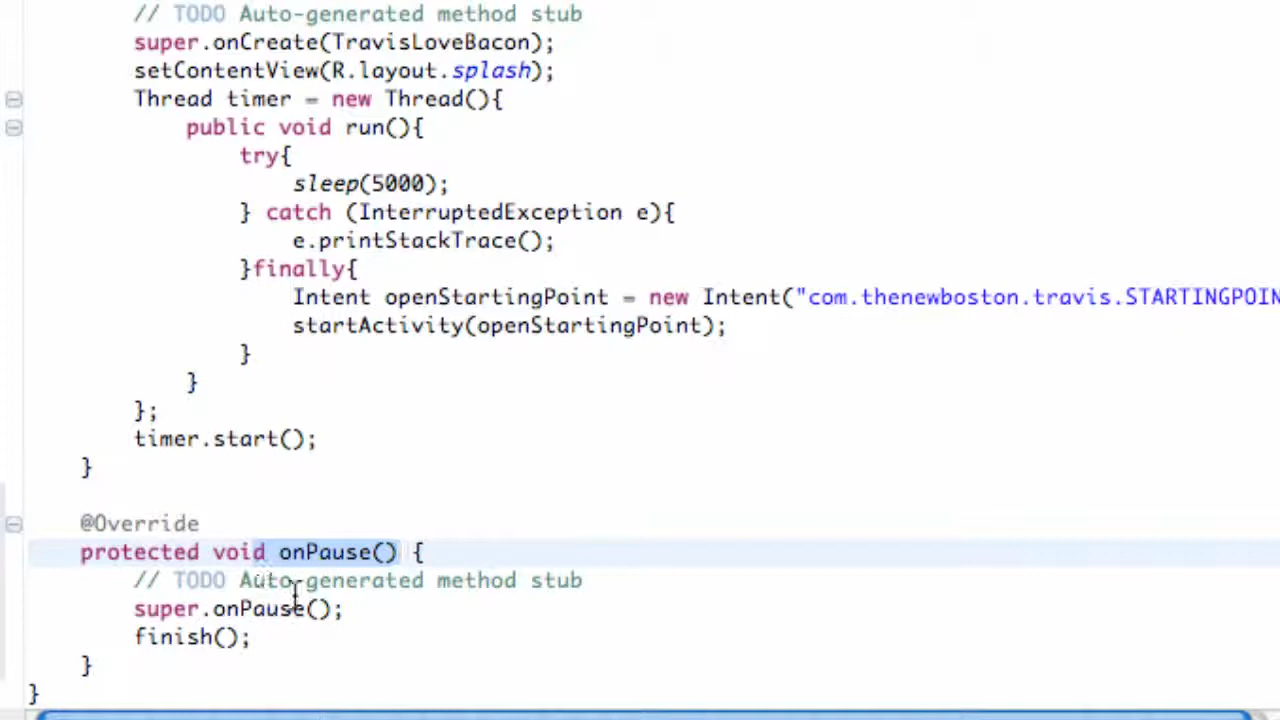 // TODO Auto-generated method stub
super.onCreate(TravisLoveBacon);
setContentView(R.layout.splash);
Thread timer = new Thread(){
public void run(){
try{
sleep(5000);
} catch (InterruptedException e){
e.printStackTrace();
}finally{
Intent openStartingPoint = new Intent("com.thenewboston.travis.STARTINGPOIN
startActivity(openStartingPoint);
}
}
};
timer.start();
}
@Override
protected void onPause() {
// TODO Auto-generated method stub
super.onPause();
finish();
}
}